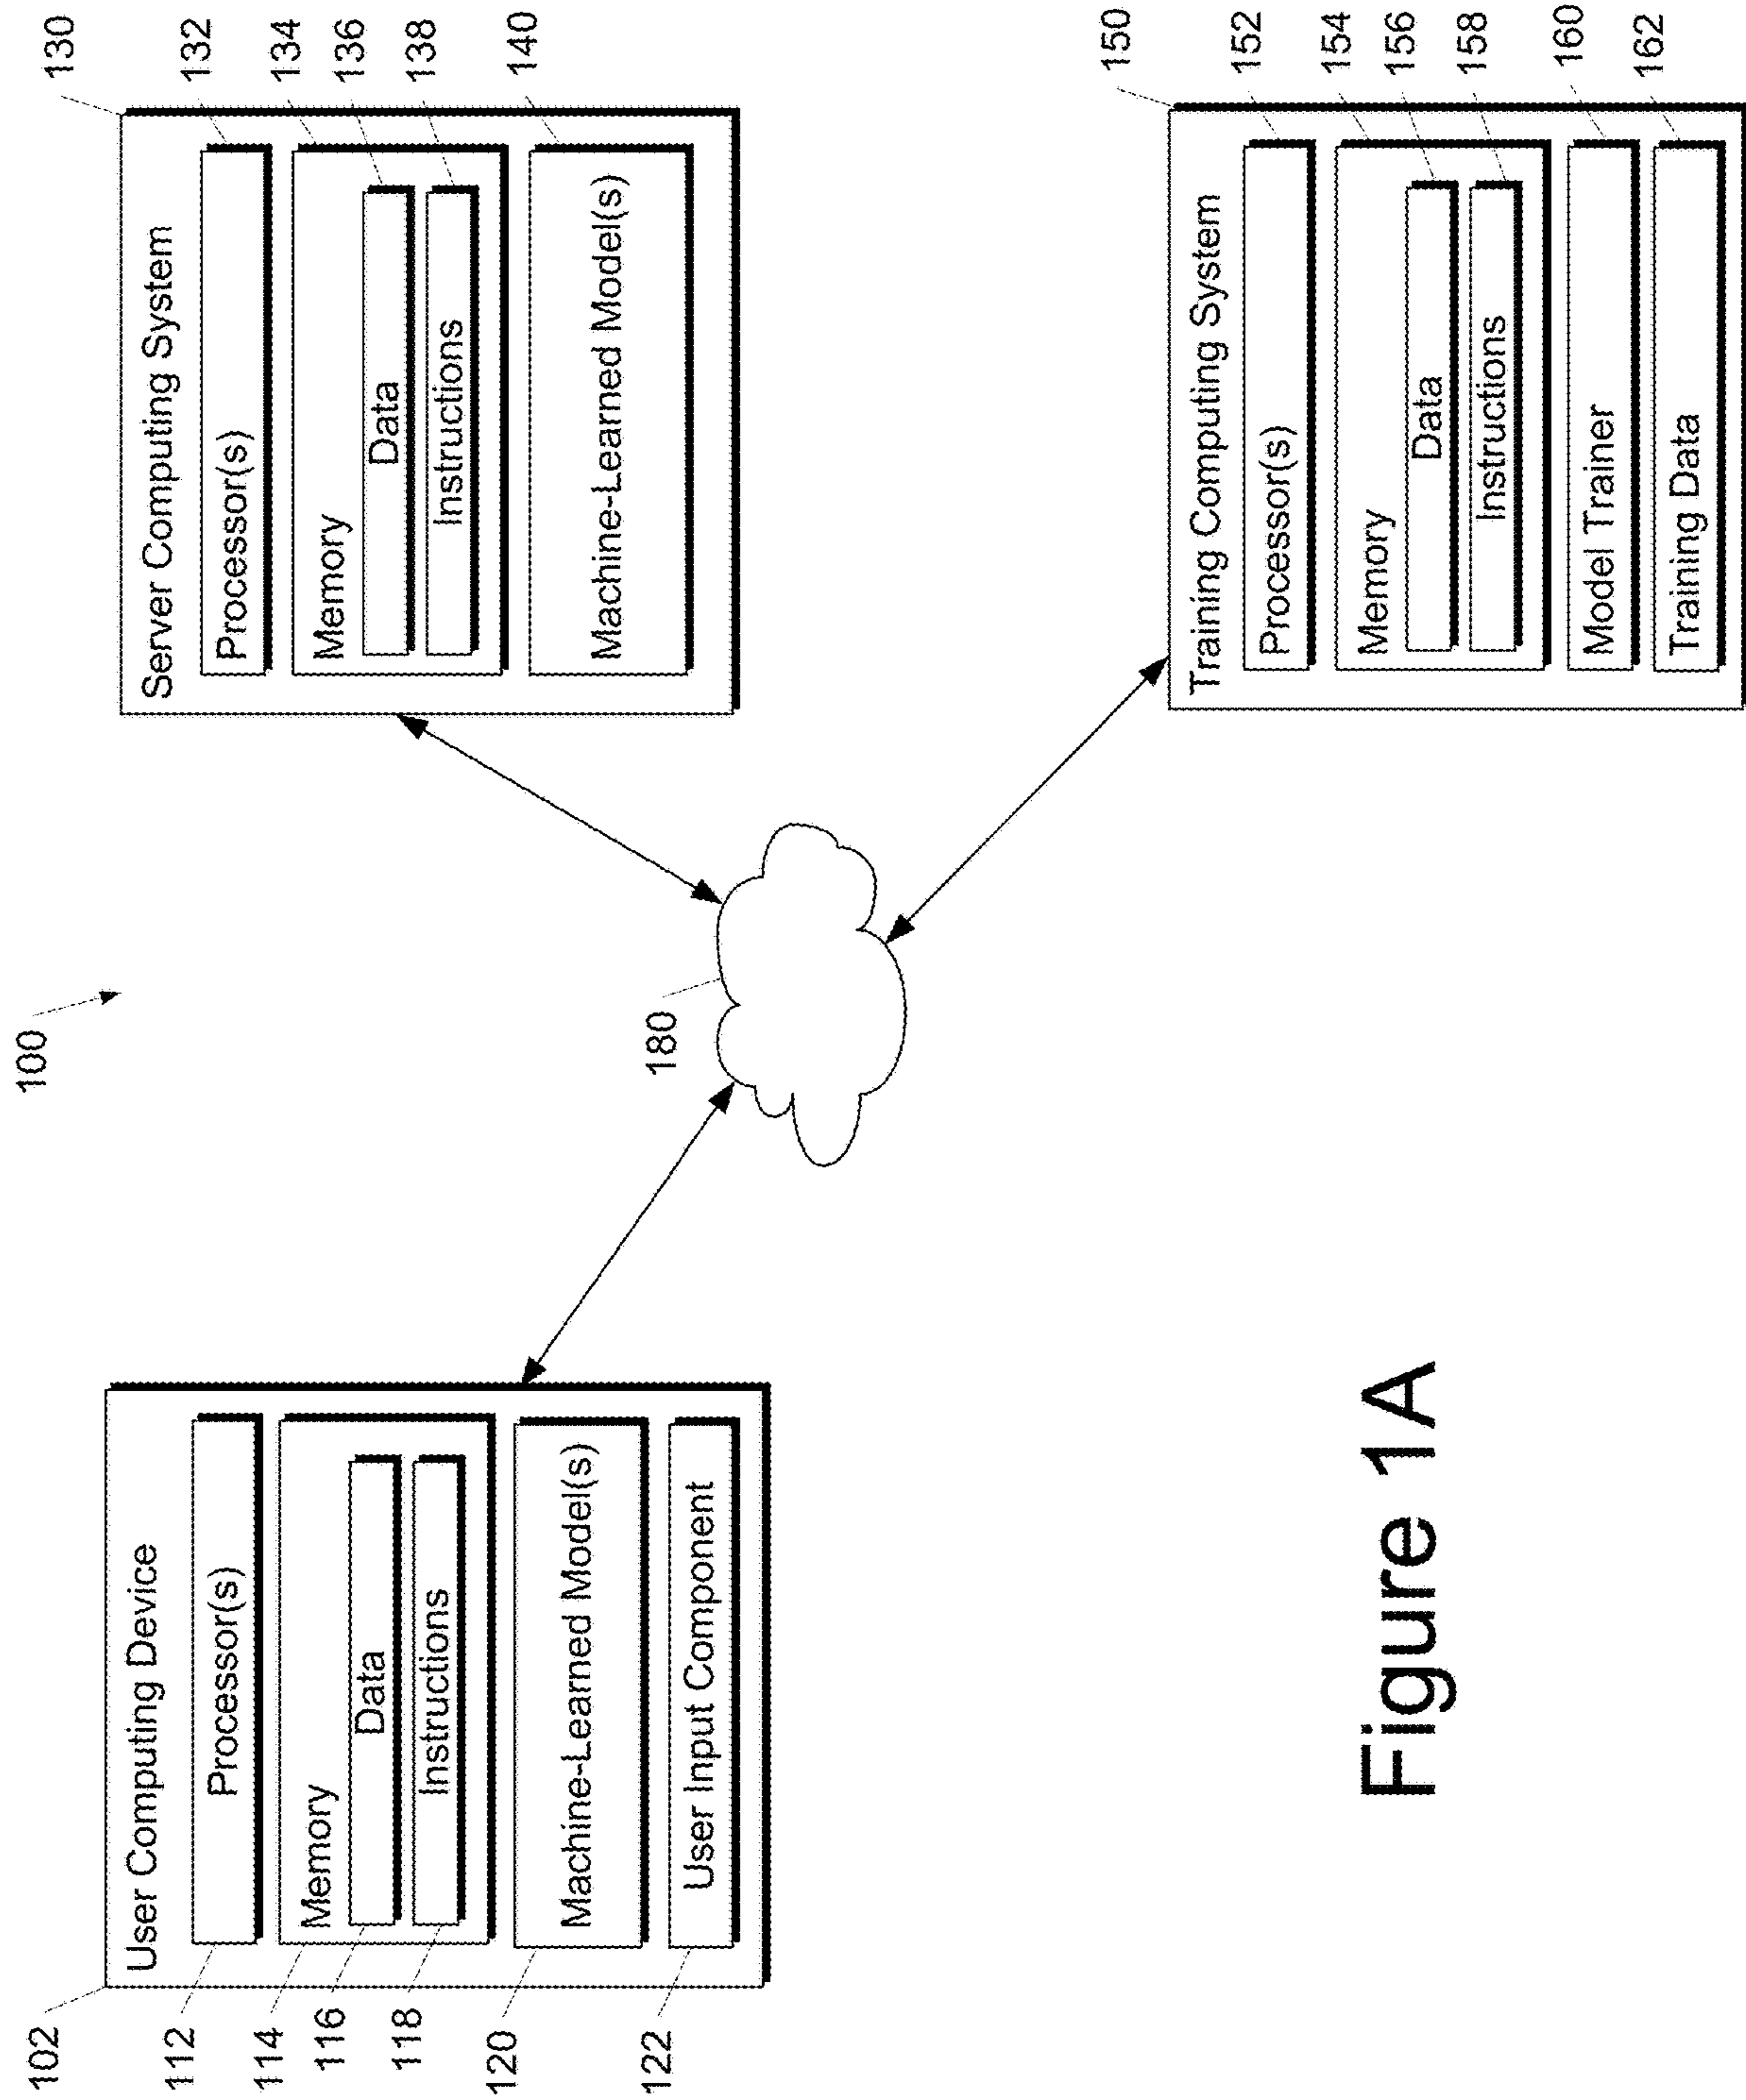 100
102
User Computing Device
112
Processor(s)
114
Memory
116
Data
118
Instructions
120
Machine-Learned Model(s)
122
User Input Component
180
130
Server Computing System
132
Processor(s)
134
Memory
136
Data
138
Instructions
140
Machine-Learned Model(s)
150
Training Computing System
152
Processor(s)
154
Memory
156
Data
158
Instructions
160
Model Trainer
162
Training Data
Figure 1A